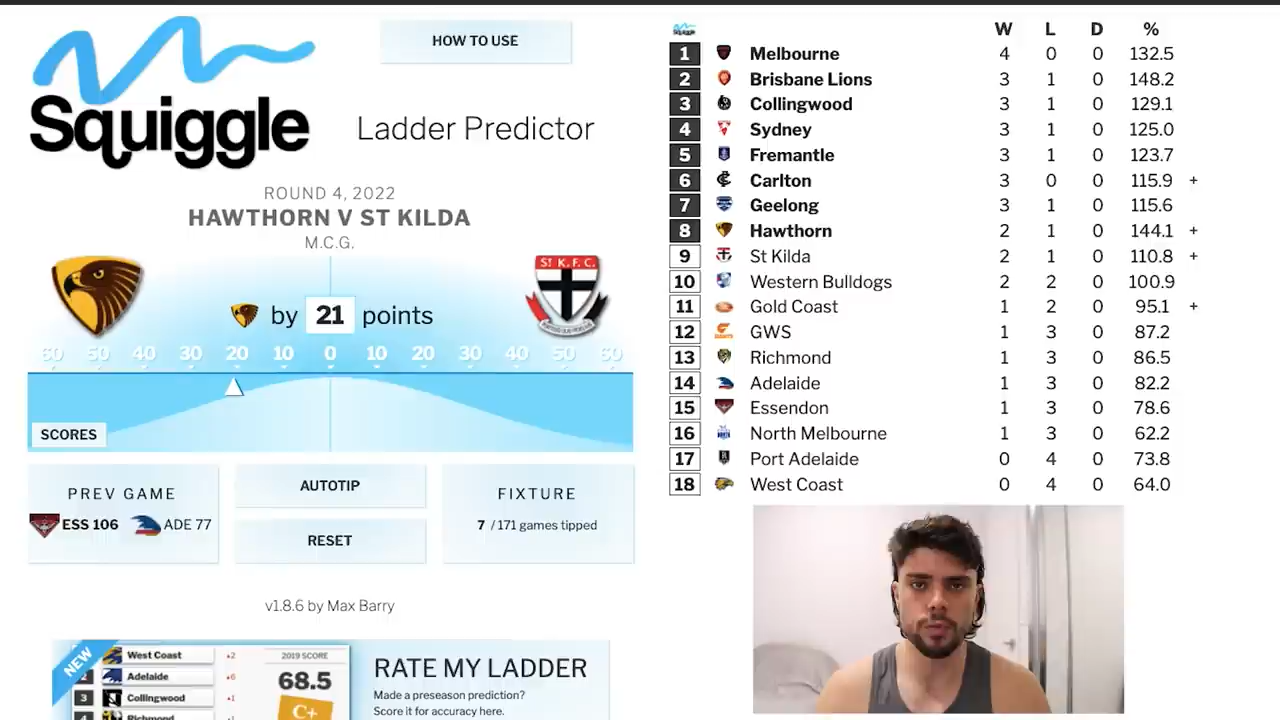 Squiggle
HOW TO USE
Ladder Predictor
ROUND 4, 2022
HAWTHORN V ST KILDA
M.C.G.
ST K.F.C.
by 21 points
60 50 40 30 20 10 0 10 20 30 40 50 60
SCORES
PREV GAME
ESS 106 ADE 77
AUTOTIP
RESET
FIXTURE
7 / 171 games tipped
v1.8.6 by Max Barry
NEW
West Coast +2
Adelaide +6
3 Collingwood +1
4 Richmond
2019 SCORE
68.5
C+
RATE MY LADDER
Made a preseason prediction?
Score it for accuracy here.
Squiggle W L D %
1 Melbourne 4 0 0 132.5
2 Brisbane Lions 3 1 0 148.2
3 Collingwood 3 1 0 129.1
4 Sydney 3 1 0 125.0
5 Fremantle 3 1 0 123.7
6 Carlton 3 0 0 115.9 +
7 Geelong 3 1 0 115.6
8 Hawthorn 2 1 0 144.1 +
9 St Kilda 2 1 0 110.8 +
10 Western Bulldogs 2 2 0 100.9
11 Gold Coast 1 2 0 95.1 +
12 GWS 1 3 0 87.2
13 Richmond 1 3 0 86.5
14 Adelaide 1 3 0 82.2
15 Essendon 1 3 0 78.6
16 North Melbourne 1 3 0 62.2
17 Port Adelaide 0 4 0 73.8
18 West Coast 0 4 0 64.0